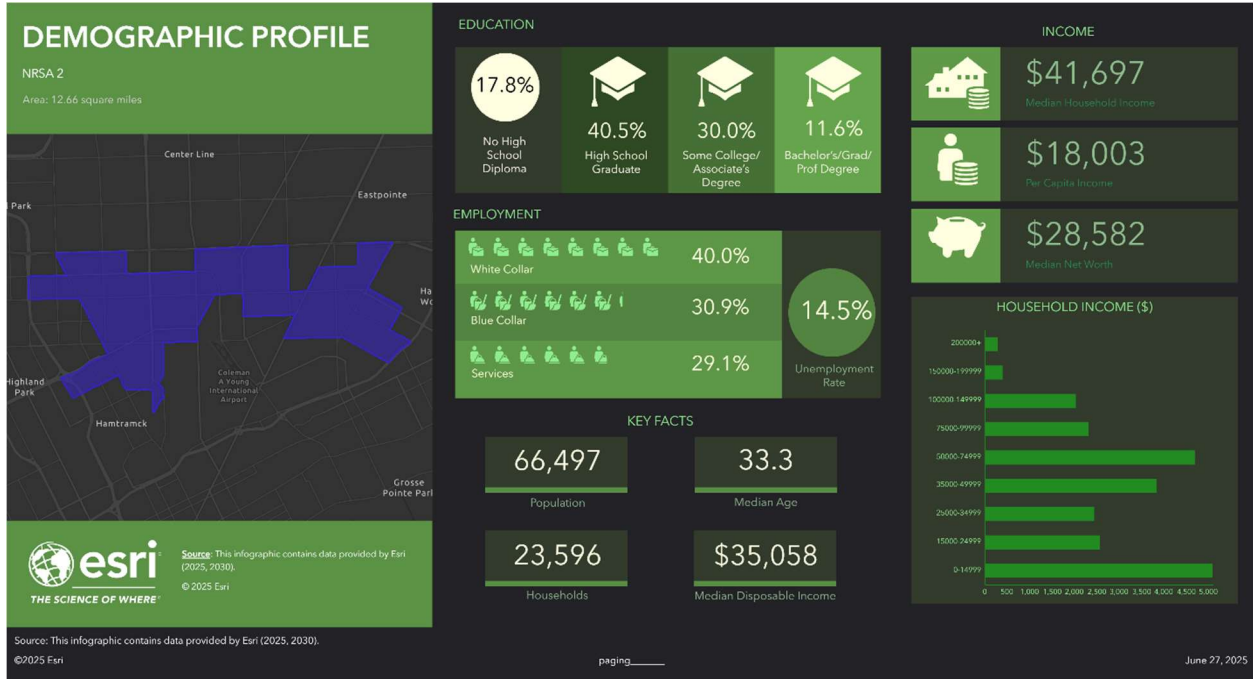 DEMOGRAPHIC PROFILE
NRSA 2
Area: 12.66 square miles
Center Line
Eastpointe
l Park
Ha
Wo
Coleman
A Young
International
Airport
Highland
Park
Hamtramck
Grosse
Pointe Park
esri
THE SCIENCE OF WHERE®
Source: This infographic contains data provided by Esri
(2025, 2030).
© 2025 Esri
EDUCATION
17.8%
No High
School
Diploma
40.5%
High School
Graduate
30.0%
Some College/
Associate's
Degree
11.6%
Bachelor's/Grad/
Prof Degree
EMPLOYMENT
White Collar
40.0%
Blue Collar
30.9%
Services
29.1%
14.5%
Unemployment
Rate
KEY FACTS
66,497
Population
33.3
Median Age
23,596
Households
$35,058
Median Disposable Income
INCOME
$41,697
Median Household Income
$18,003
Per Capita Income
$28,582
Median Net Worth
HOUSEHOLD INCOME ($)
200000+
150000-199999
100000-149999
75000-99999
50000-74999
35000-49999
25000-34999
15000-24999
0-14999
0 500 1,000 1,500 2,000 2,500 3,000 3,500 4,000 4,500 5,000
Source: This infographic contains data provided by Esri (2025, 2030).
©2025 Esri
paging______
June 27, 2025